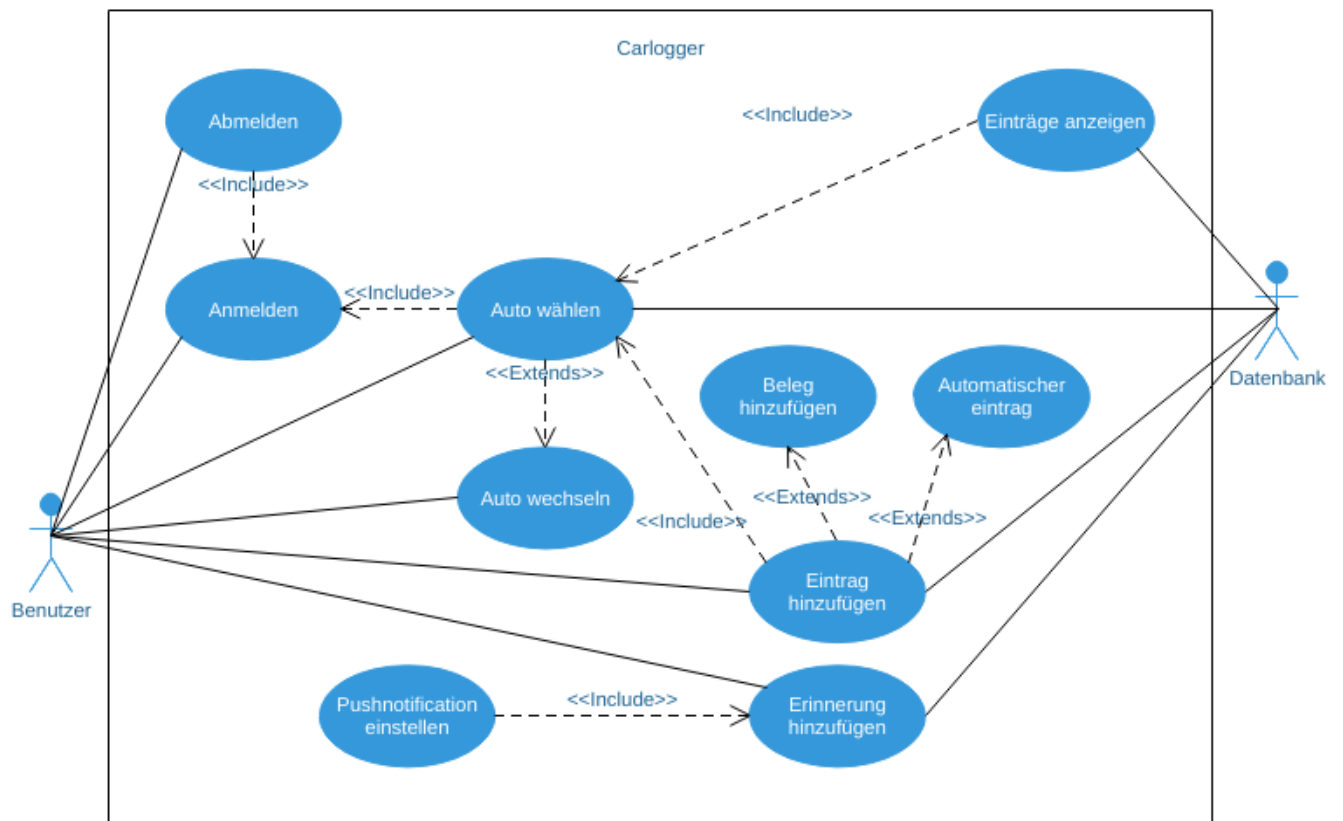 Carlogger
Abmelden
<<Include>>
Einträge anzeigen
<<Include>>
Anmelden
<<Include>>
Auto wählen
<<Extends>>
Beleg
hinzufügen
Automatischer
eintrag
Datenbank
Auto wechseln
<<Extends>>
<<Include>>
<<Extends>>
Benutzer
Eintrag
hinzufügen
Pushnotification
einstellen
<<Include>>
Erinnerung
hinzufügen